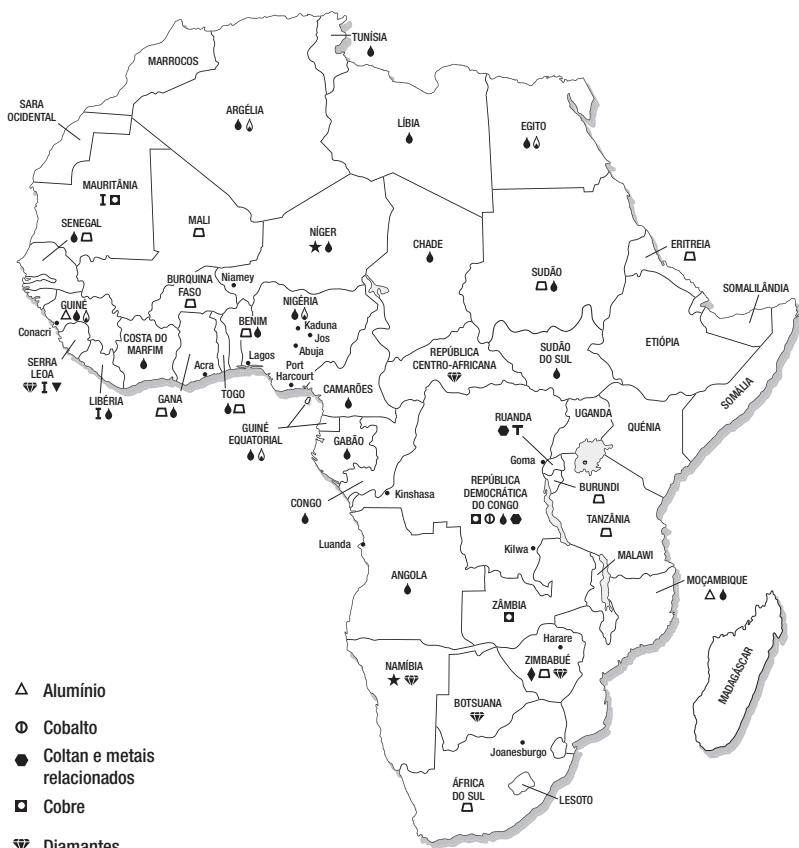 TUNÍSIA
MARROCOS
SARA
OCIDENTAL
ARGÉLIA
LÍBIA
EGITO
MAURITÂNIA
SENEGAL
MALI
NÍGER
CHADE
ERITREIA
SUDÃO
SOMALILÂNDIA
BURQUINA
FASO
Niamey
GUINÉ
Conacri
NIGÉRIA
Kaduna
Jos
Abuja
BENIM
Lagos
COSTA DO
MARFIM
Acra
Port
Harcourt
REPÚBLICA
CENTRO-AFRICANA
SUDÃO
DO SUL
ETIÓPIA
SOMÁLIA
SERRA
LEOA
LIBÉRIA
GANA
TOGO
CAMARÕES
GUINÉ
EQUATORIAL
GABÃO
RUANDA
UGANDA
QUÉNIA
Goma
REPÚBLICA
DEMOCRÁTICA
DO CONGO
BURUNDI
CONGO
Kinshasa
TANZÂNIA
Luanda
Kilwa
MALAWI
ANGOLA
MOÇAMBIQUE
ZÂMBIA
Harare
NAMÍBIA
ZIMBABUÉ
MADAGÁSCAR
BOTSUANA
Joanesburgo
ÁFRICA
DO SUL
LESOTO
Alumínio
Cobalto
Coltan e metais
relacionados
Cobre